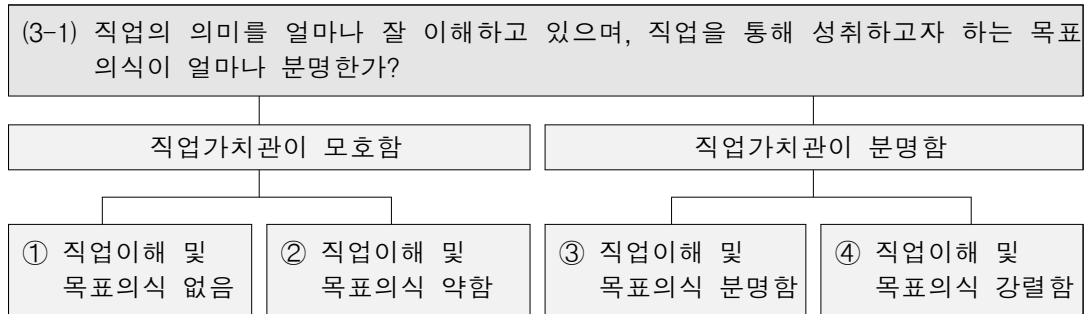 (3-1) 직업의 의미를 얼마나 잘 이해하고 있으며, 직업을 통해 성취하고자 하는 목표
의식이 얼마나 분명한가?
직업가치관이 모호함
직업가치관이 분명함
① 직업이해 및
목표의식 없음
② 직업이해 및
목표의식 약함
③ 직업이해 및
목표의식 분명함
④ 직업이해 및
목표의식 강렬함